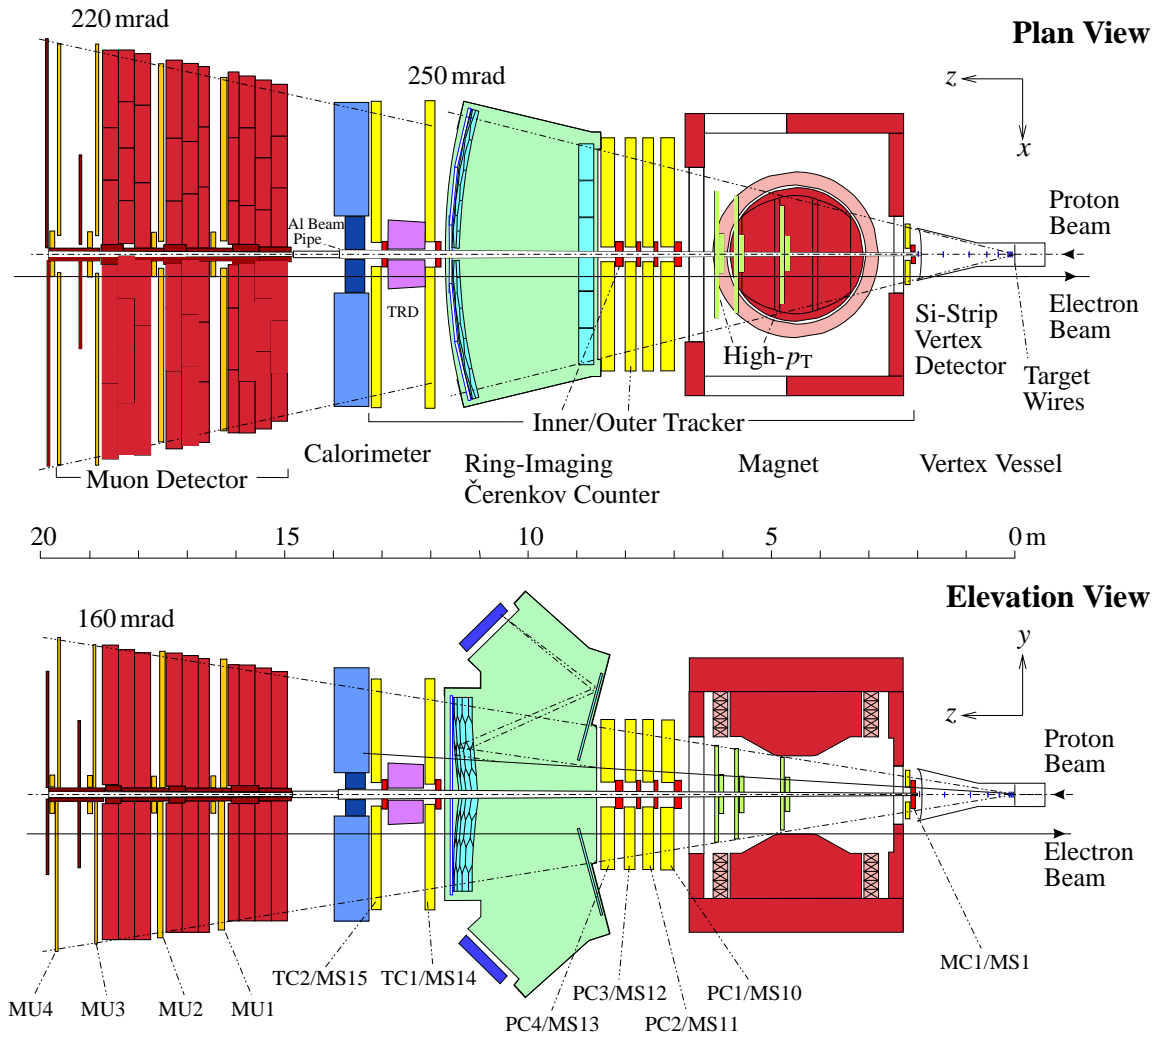 220 mrad
Plan View
250 mrad
z
x
Proton
Beam
Al Beam
Pipe
Electron
Beam
TRD
High-pT
Si-Strip
Vertex
Detector
Target
Wires
Inner/Outer Tracker
Muon Detector
Calorimeter
Ring-Imaging
Čerenkov Counter
Magnet
Vertex Vessel
20 15 10 5 0 m
Elevation View
160 mrad
y
z
Proton
Beam
Electron
Beam
MC1/MS1
TC2/MS15
TC1/MS14
PC3/MS12
PC1/MS10
MU4
MU3
MU2
MU1
PC4/MS13
PC2/MS11